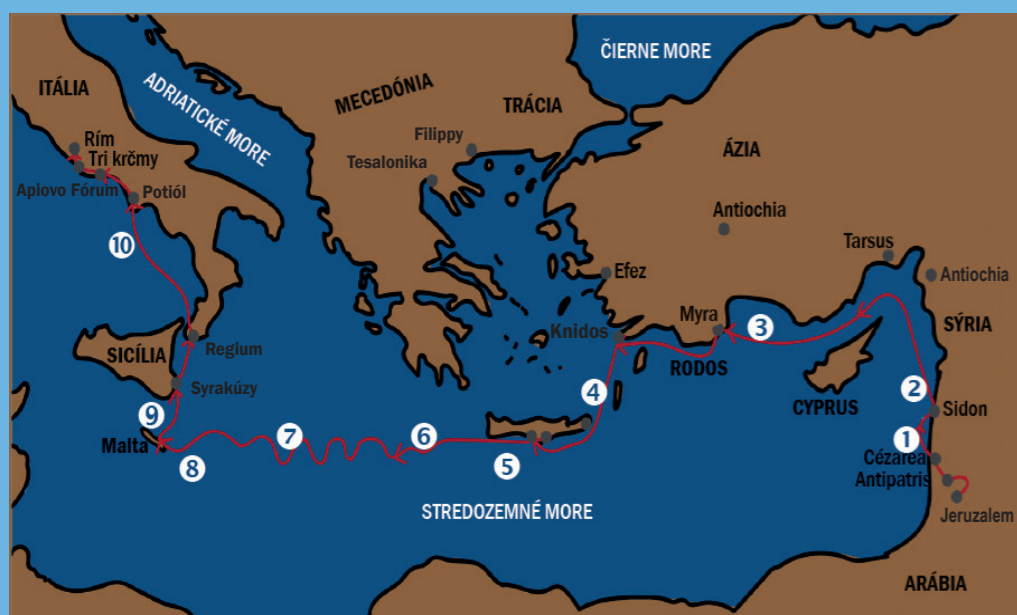 ČIERNE MORE
ITÁLIA
ADRIATICKÉ MORE
MECEDÓNIA
TRÁCIA
Filippy
Rím
Tri krčmy
Tesalonika
ÁZIA
Apiovo Fórum
Potiól
Antiochia
10
Tarsus
Efez
Antiochia
Myra
3
SÝRIA
Knidos
SICÍLIA
Regium
RODOS
Syrakúzy
4
CYPRUS
2
Sidon
9
Malta
7
6
1
8
5
Cézarea
Antipatris
STREDOZEMNÉ MORE
Jeruzalem
ARÁBIA